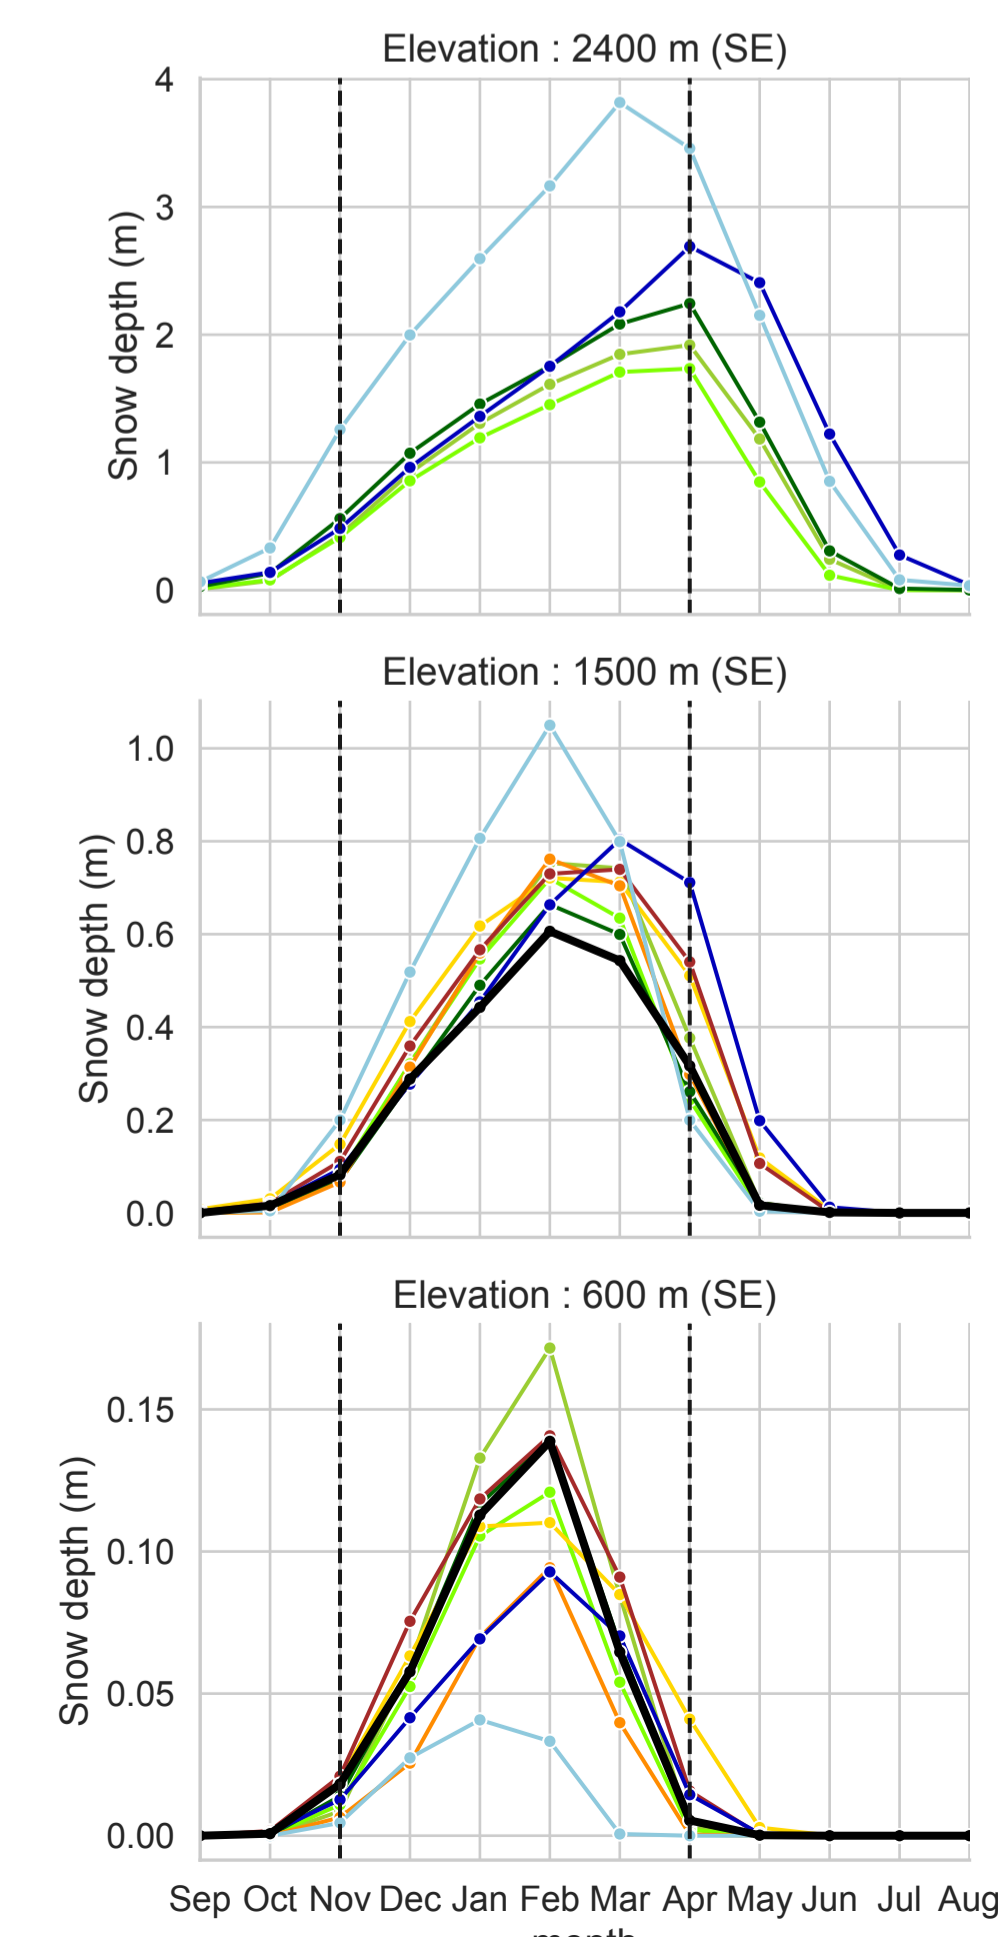 Elevation : 2400 m (SE)
4
3
2
1
0
Snow depth (m)
Elevation : 1500 m (SE)
1.0
0.8
0.6
0.4
0.2
0.0
Snow depth (m)
Elevation : 600 m (SE)
0.15
0.10
0.05
0.00
Snow depth (m)
Sep Oct Nov Dec Jan Feb Mar Apr May Jun Jul Aug
month